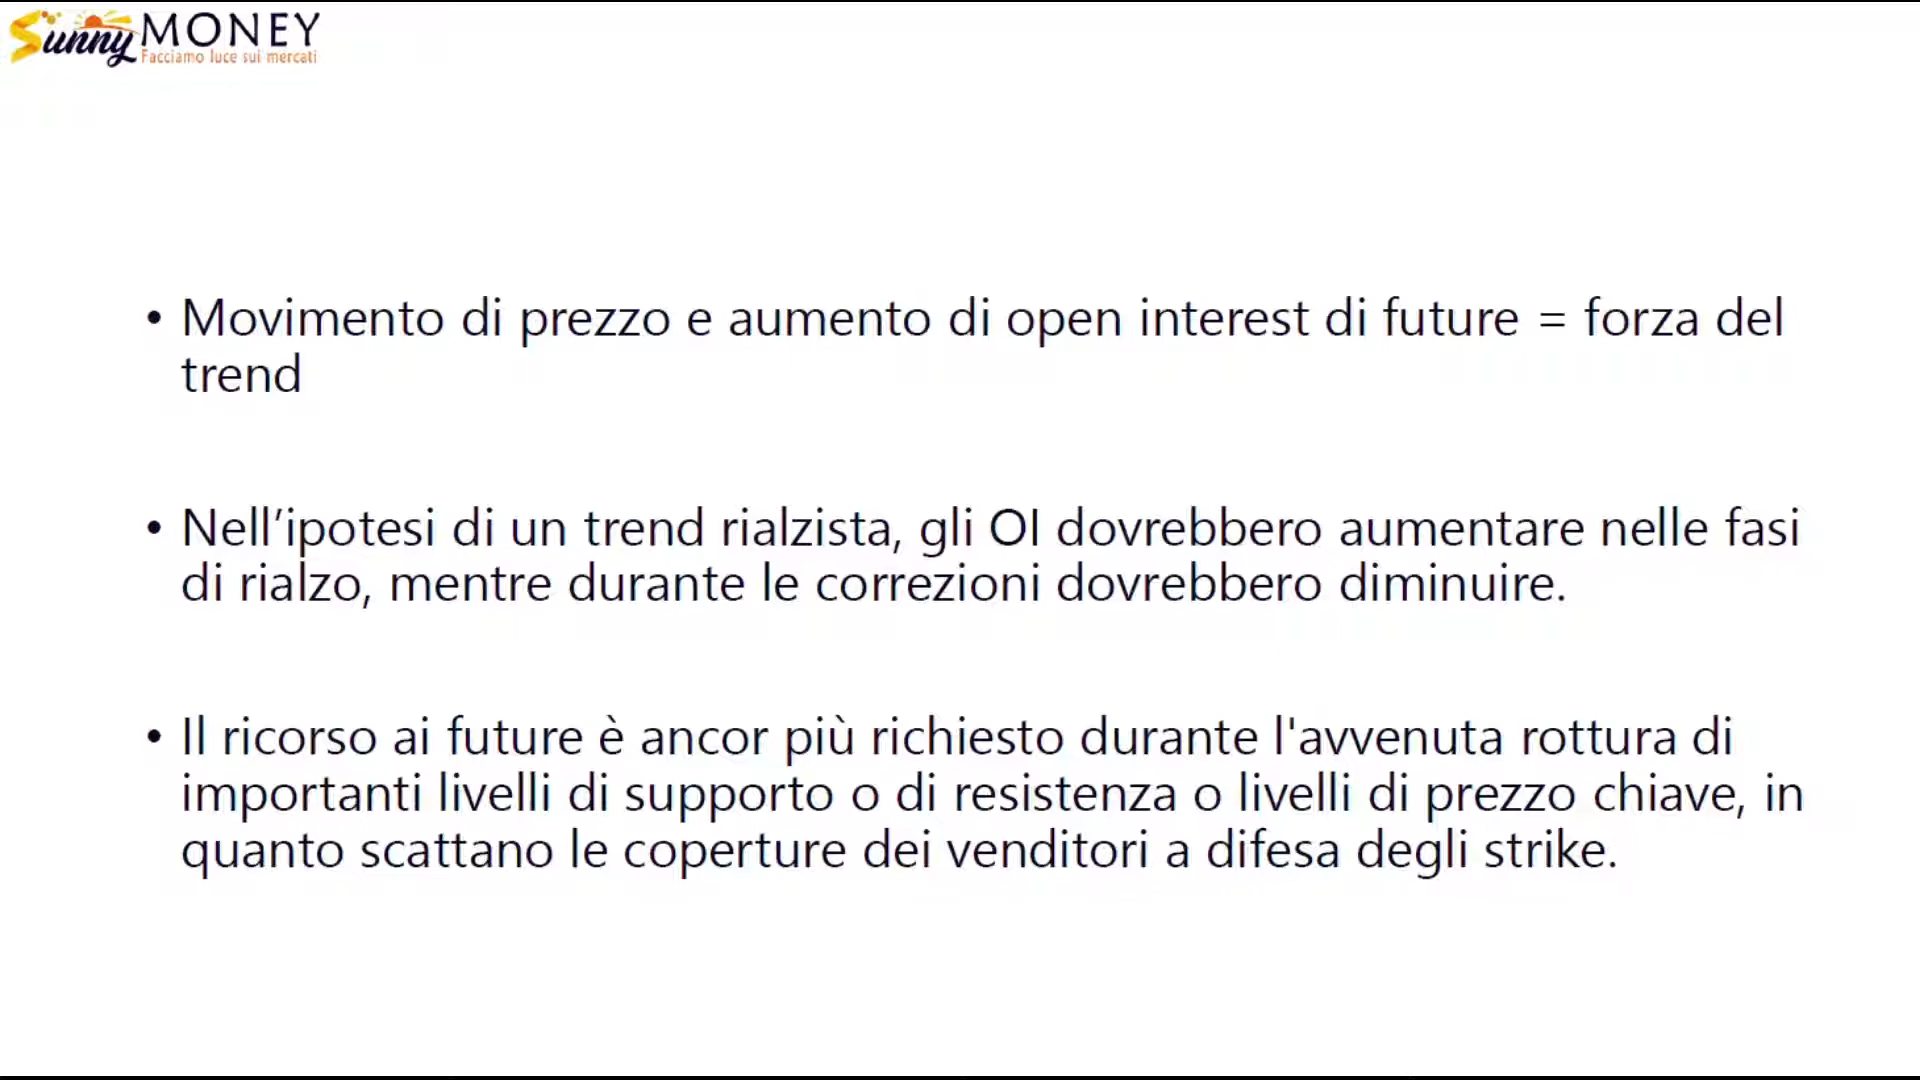 Sunny MONEY
Facciamo luce sui mercati
• Movimento di prezzo e aumento di open interest di future = forza del
trend
• Nell’ipotesi di un trend rialzista, gli OI dovrebbero aumentare nelle fasi
di rialzo, mentre durante le correzioni dovrebbero diminuire.
• Il ricorso ai future è ancor più richiesto durante l'avvenuta rottura di
importanti livelli di supporto o di resistenza o livelli di prezzo chiave, in
quanto scattano le coperture dei venditori a difesa degli strike.